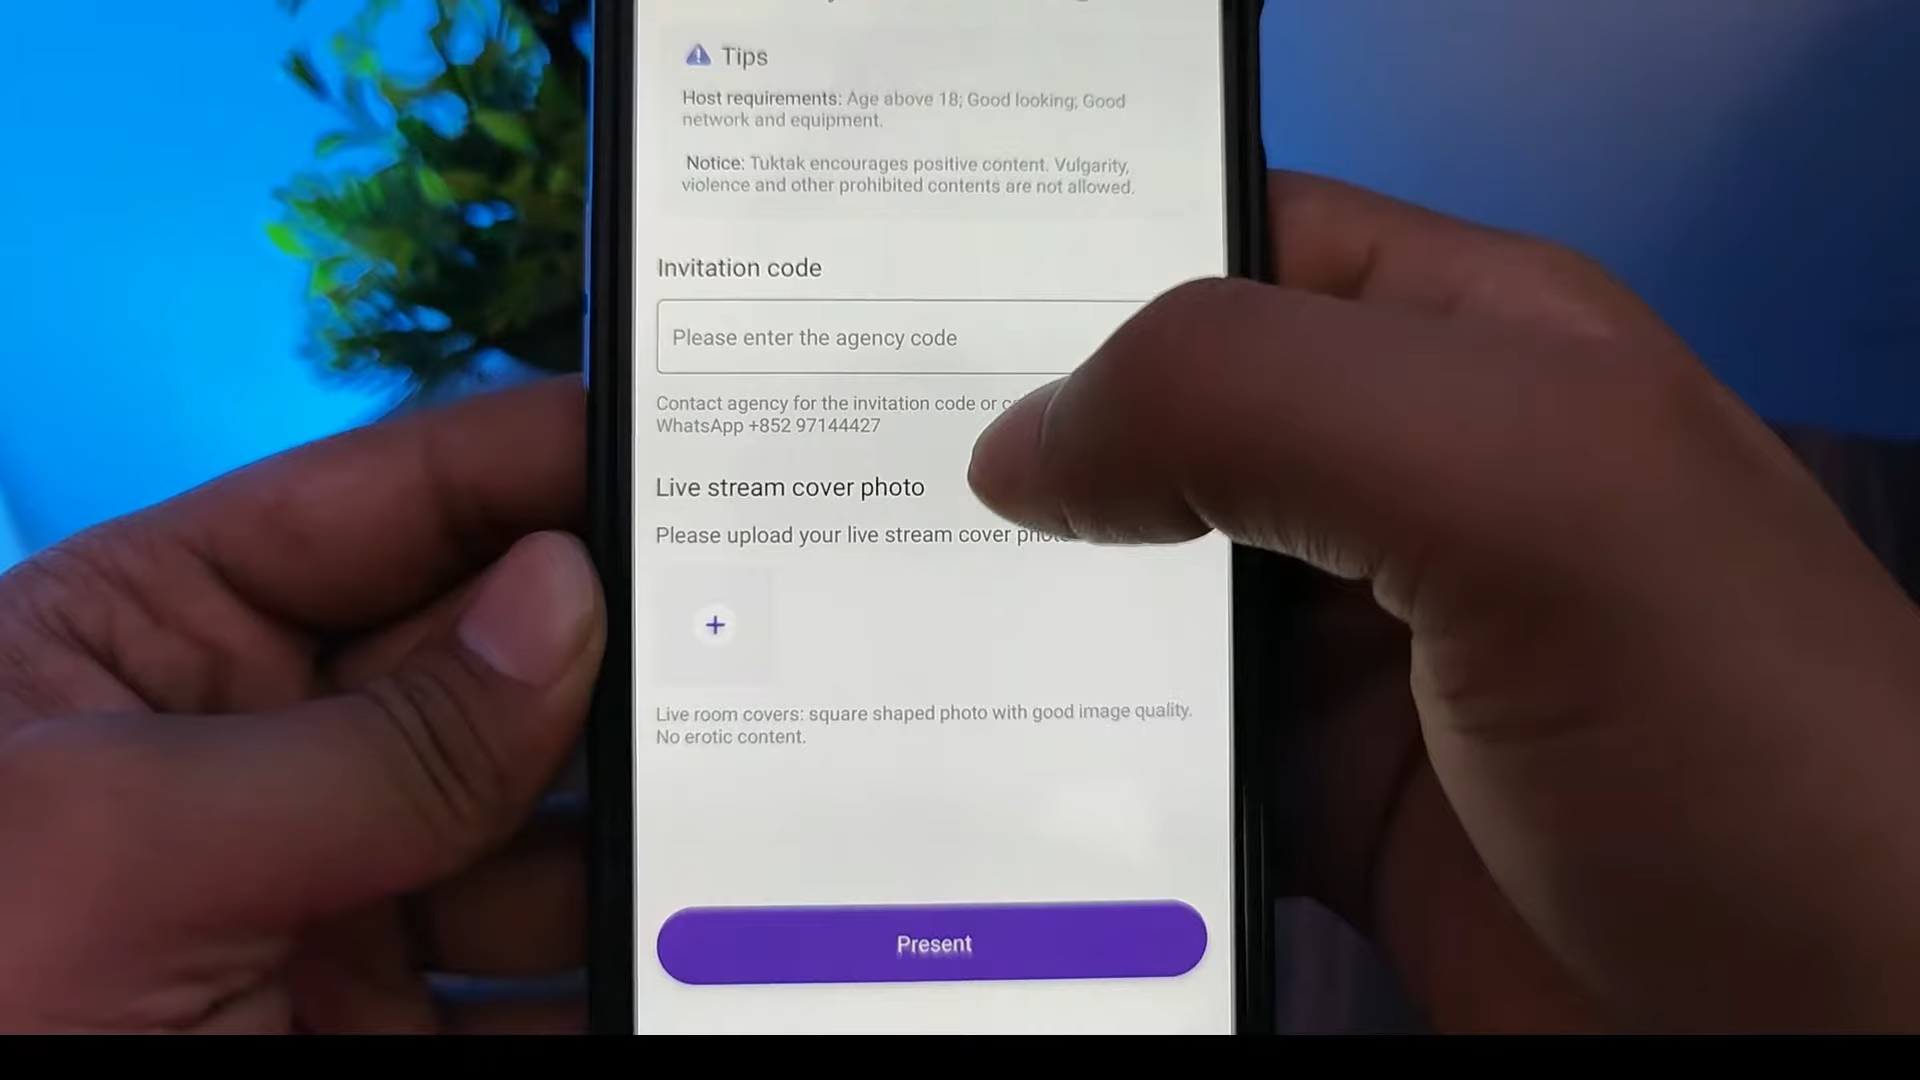 Tips
Host requirements: Age above 18; Good looking; Good
network and equipment.
Notice: Tuktak encourages positive content. Vulgarity,
violence and other prohibited contents are not allowed.
Invitation code
Please enter the agency code
Contact agency for the invitation code or
WhatsApp +852 97144427
Live stream cover photo
Please upload your live stream cover
+
Live room covers: square shaped photo with good image quality.
No erotic content.
Present